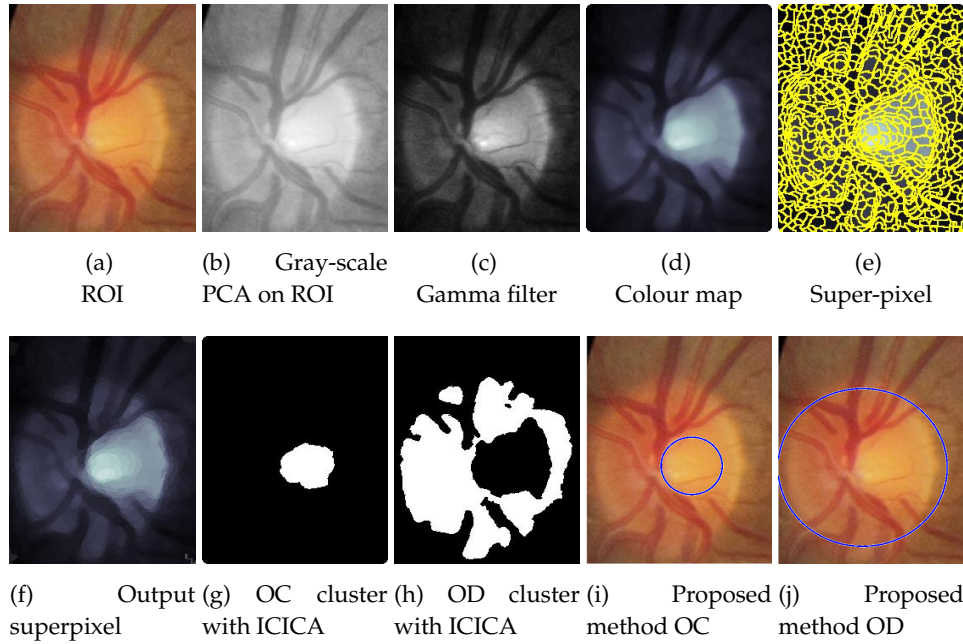 (a)
ROI
(b) Gray-scale
PCA on ROI
(c)
Gamma filter
(d)
Colour map
(e)
Super-pixel
(f) Output
superpixel
(g) OC cluster
with ICICA
(h) OD cluster
with ICICA
(i) Proposed
method OC
(j) Proposed
method OD